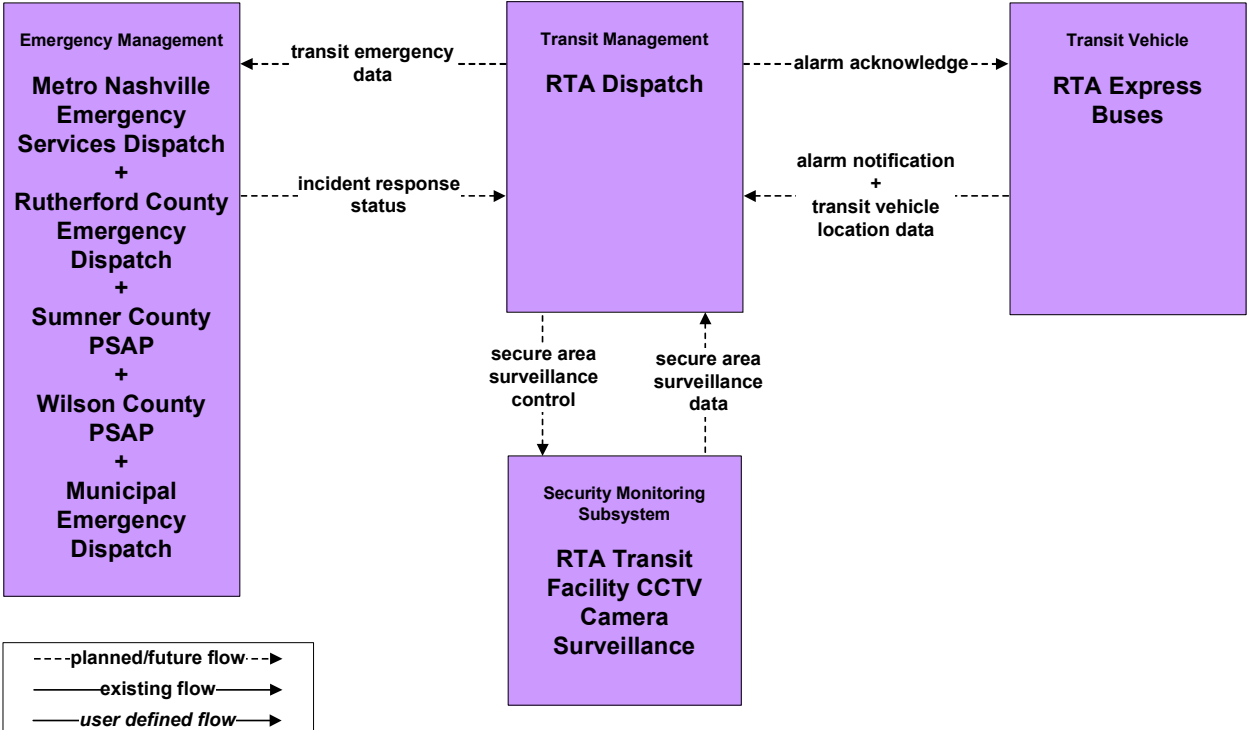 Emergency Management
Metro Nashville
Emergency
Services Dispatch
+
Rutherford County
Emergency
Dispatch
+
Sumner County
PSAP
+
Wilson County
PSAP
+
Municipal
Emergency
Dispatch
transit emergency
data
incident response
status
Transit Management
RTA Dispatch
alarm acknowledge
alarm notification
+
transit vehicle
location data
Transit Vehicle
RTA Express
Buses
secure area
surveillance
control
secure area
surveillance
data
Security Monitoring
Subsystem
RTA Transit
Facility CCTV
Camera
Surveillance
planned/future flow
existing flow
user defined flow